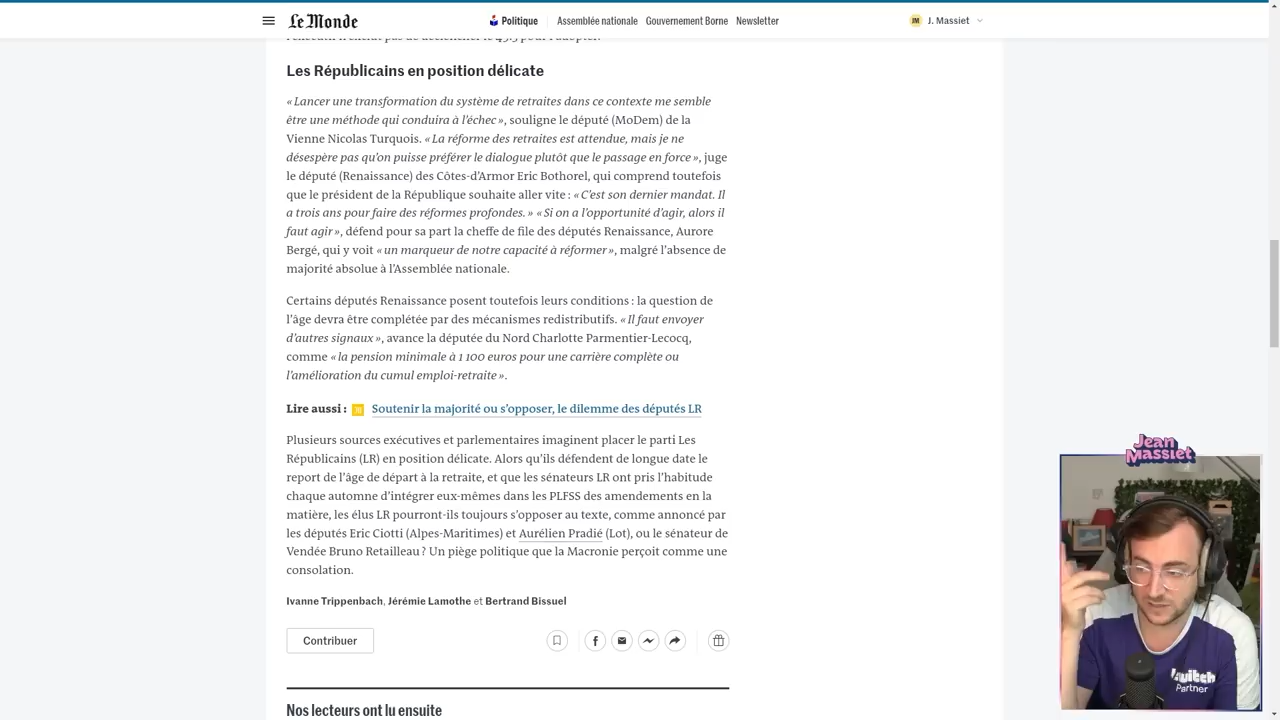 Le Monde
Politique
Assemblée nationale
Gouvernement Borne
Newsletter
JM
J. Massiet
l'exécutif n'exclut pas de déclencher le 49.3 pour l'adopter.
Les Républicains en position délicate
« Lancer une transformation du système de retraites dans ce contexte me semble
être une méthode qui conduira à l'échec », souligne le député (MoDem) de la
Vienne Nicolas Turquois. « La réforme des retraites est attendue, mais je ne
désespère pas qu'on puisse préférer le dialogue plutôt que le passage en force », juge
le député (Renaissance) des Côtes-d'Armor Eric Bothorel, qui comprend toutefois
que le président de la République souhaite aller vite : « C'est son dernier mandat. Il
a trois ans pour faire des réformes profondes. » « Si on a l'opportunité d'agir, alors il
faut agir », défend pour sa part la cheffe de file des députés Renaissance, Aurore
Bergé, qui y voit « un marqueur de notre capacité à réformer », malgré l'absence de
majorité absolue à l'Assemblée nationale.
Certains députés Renaissance posent toutefois leurs conditions : la question de
l'âge devra être complétée par des mécanismes redistributifs. « Il faut envoyer
d'autres signaux », avance la députée du Nord Charlotte Parmentier-Lecocq,
comme « la pension minimale à 1 100 euros pour une carrière complète ou
l'amélioration du cumul emploi-retraite ».
Lire aussi : Soutenir la majorité ou s'opposer, le dilemme des députés LR
Plusieurs sources exécutives et parlementaires imaginent placer le parti Les
Républicains (LR) en position délicate. Alors qu'ils défendent de longue date le
report de l'âge de départ à la retraite, et que les sénateurs LR ont pris l'habitude
chaque automne d'intégrer eux-mêmes dans les PLFSS des amendements en la
matière, les élus LR pourront-ils toujours s'opposer au texte, comme annoncé par
les députés Eric Ciotti (Alpes-Maritimes) et Aurélien Pradié (Lot), ou le sénateur de
Vendée Bruno Retailleau ? Un piège politique que la Macronie perçoit comme une
consolation.
Ivanne Trippenbach, Jérémie Lamothe et Bertrand Bissuel
Contribuer
Nos lecteurs ont lu ensuite
Jean
Massiet
twitch
Partner